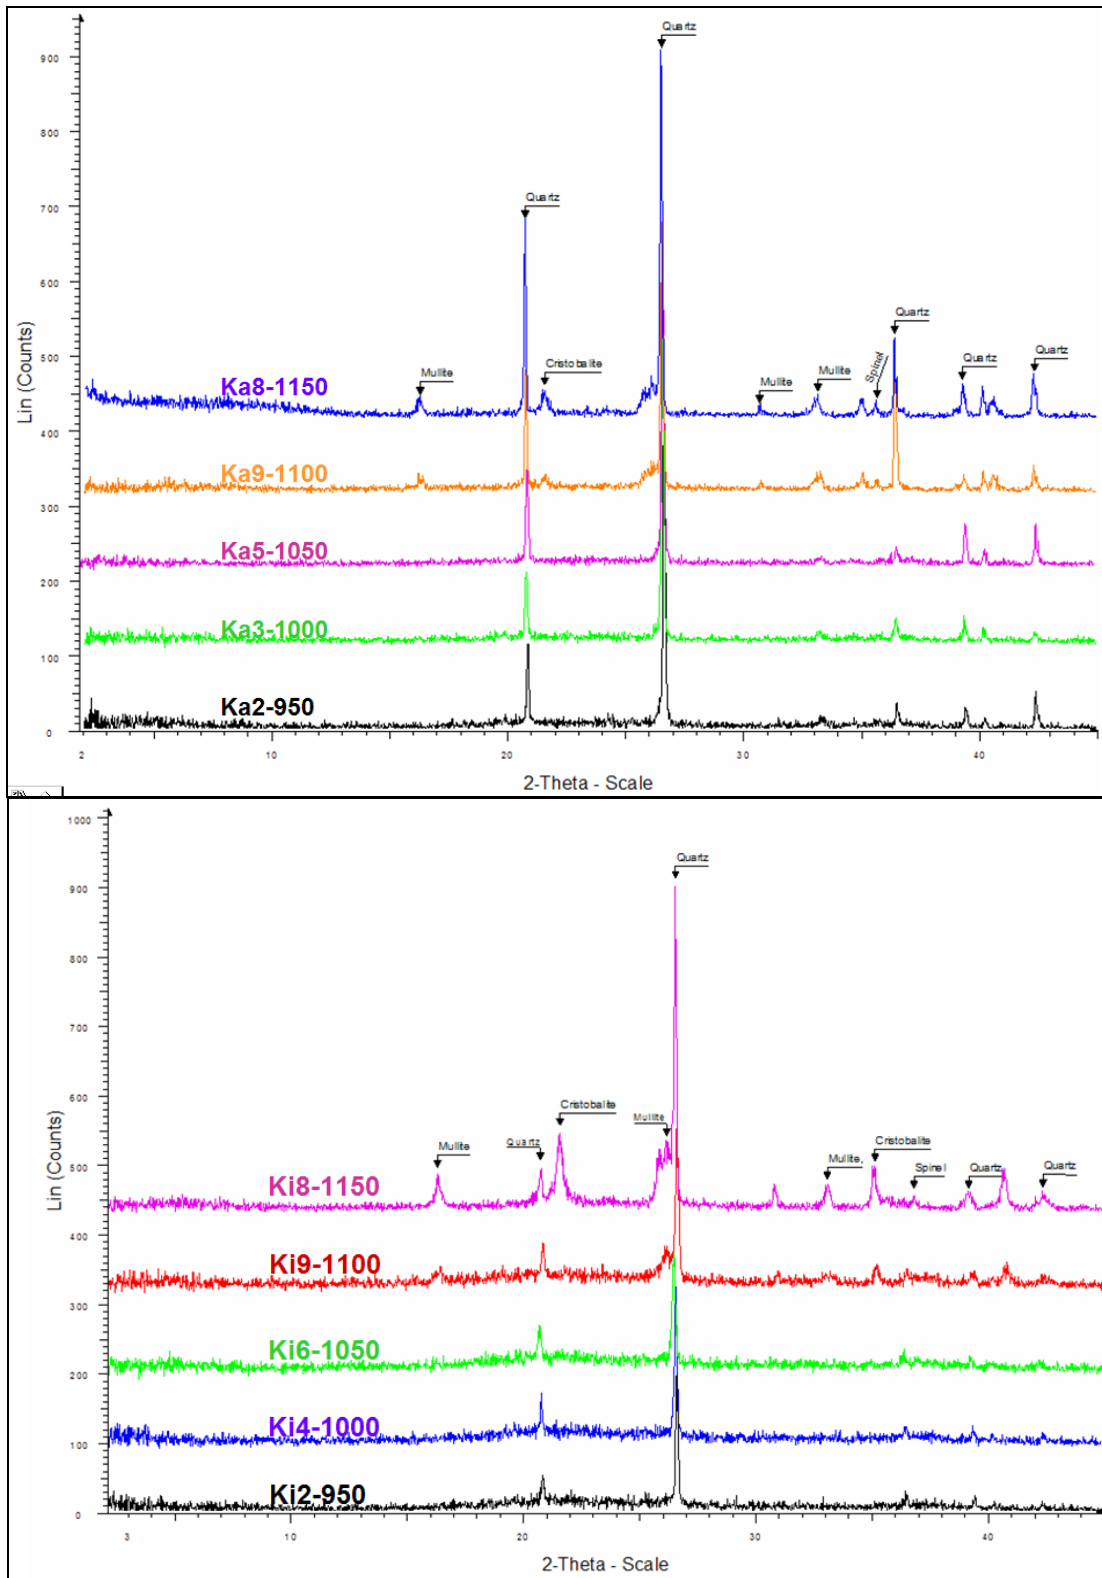 Quartz
900
800
700
Quartz
600
Quartz
500
Lin (Counts)
Mullite
Cristobalite
Mullite
Mullite
Spinel
Quartz
Quartz
Ka8-1150
400
Ka9-1100
300
Ka5-1050
200
Ka3-1000
100
Ka2-950
0
2 10 20 30 40
2-Theta - Scale
1000
Quartz
900
800
700
600
Lin (Counts)
Cristobalite
Mullite
Mullite
Quartz
Cristobalite
500
Mullite,
Spinel
Quartz
Quartz
Ki8-1150
400
Ki9-1100
300
Ki6-1050
200
Ki4-1000
100
Ki2-950
0
3 10 20 30 40
2-Theta - Scale